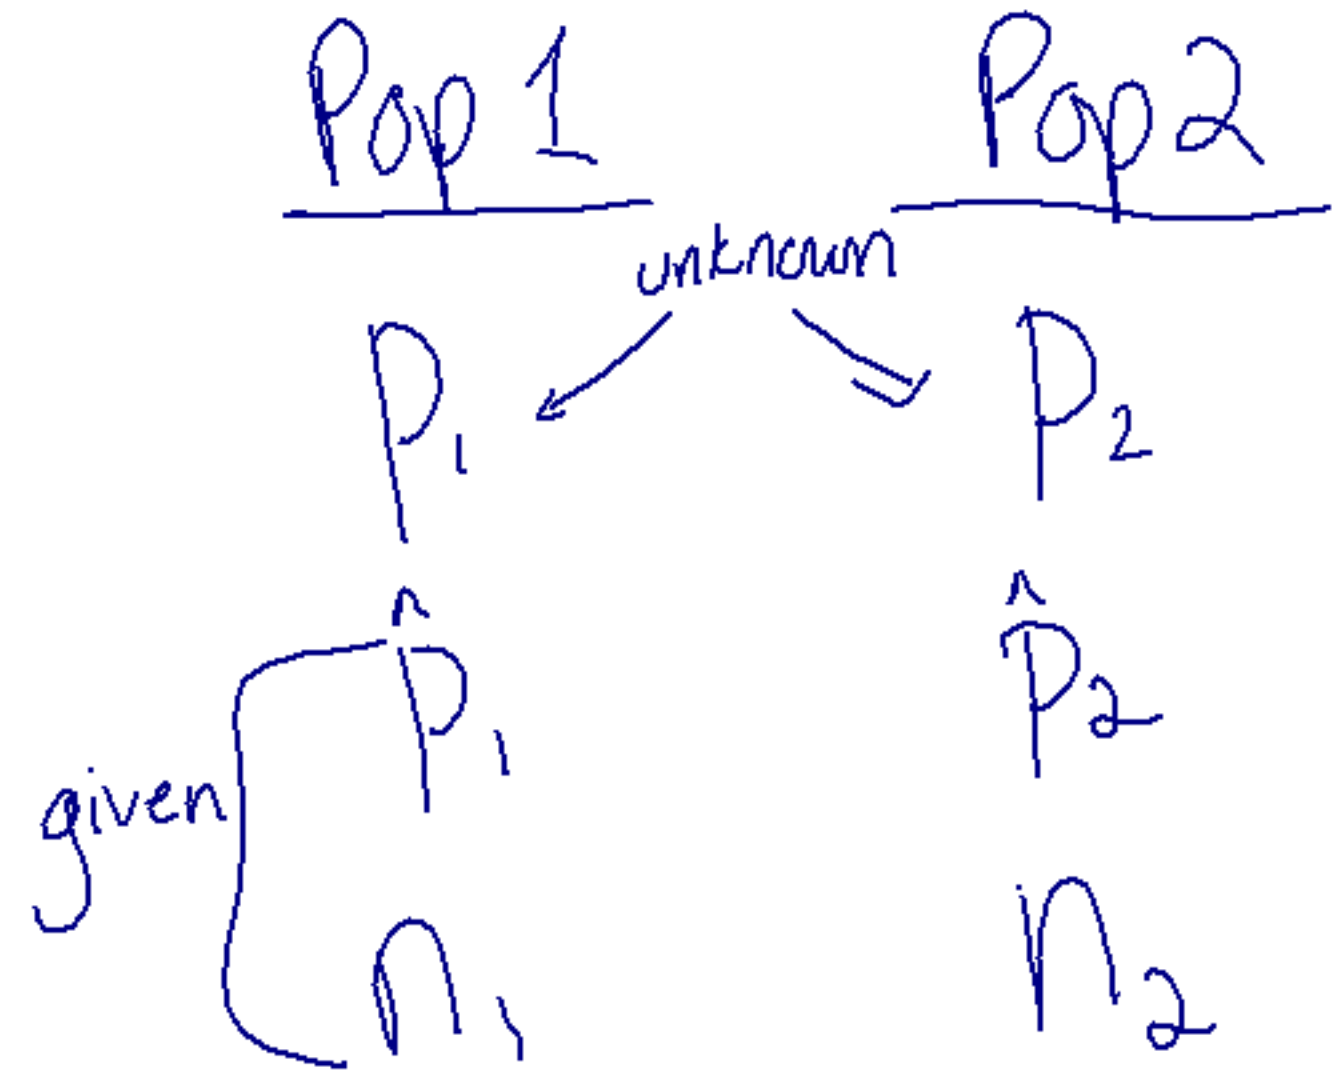 Pop 1 Pop 2
unknown
p₁ p₂
p̂₁ p̂₂
given
n₁ n₂